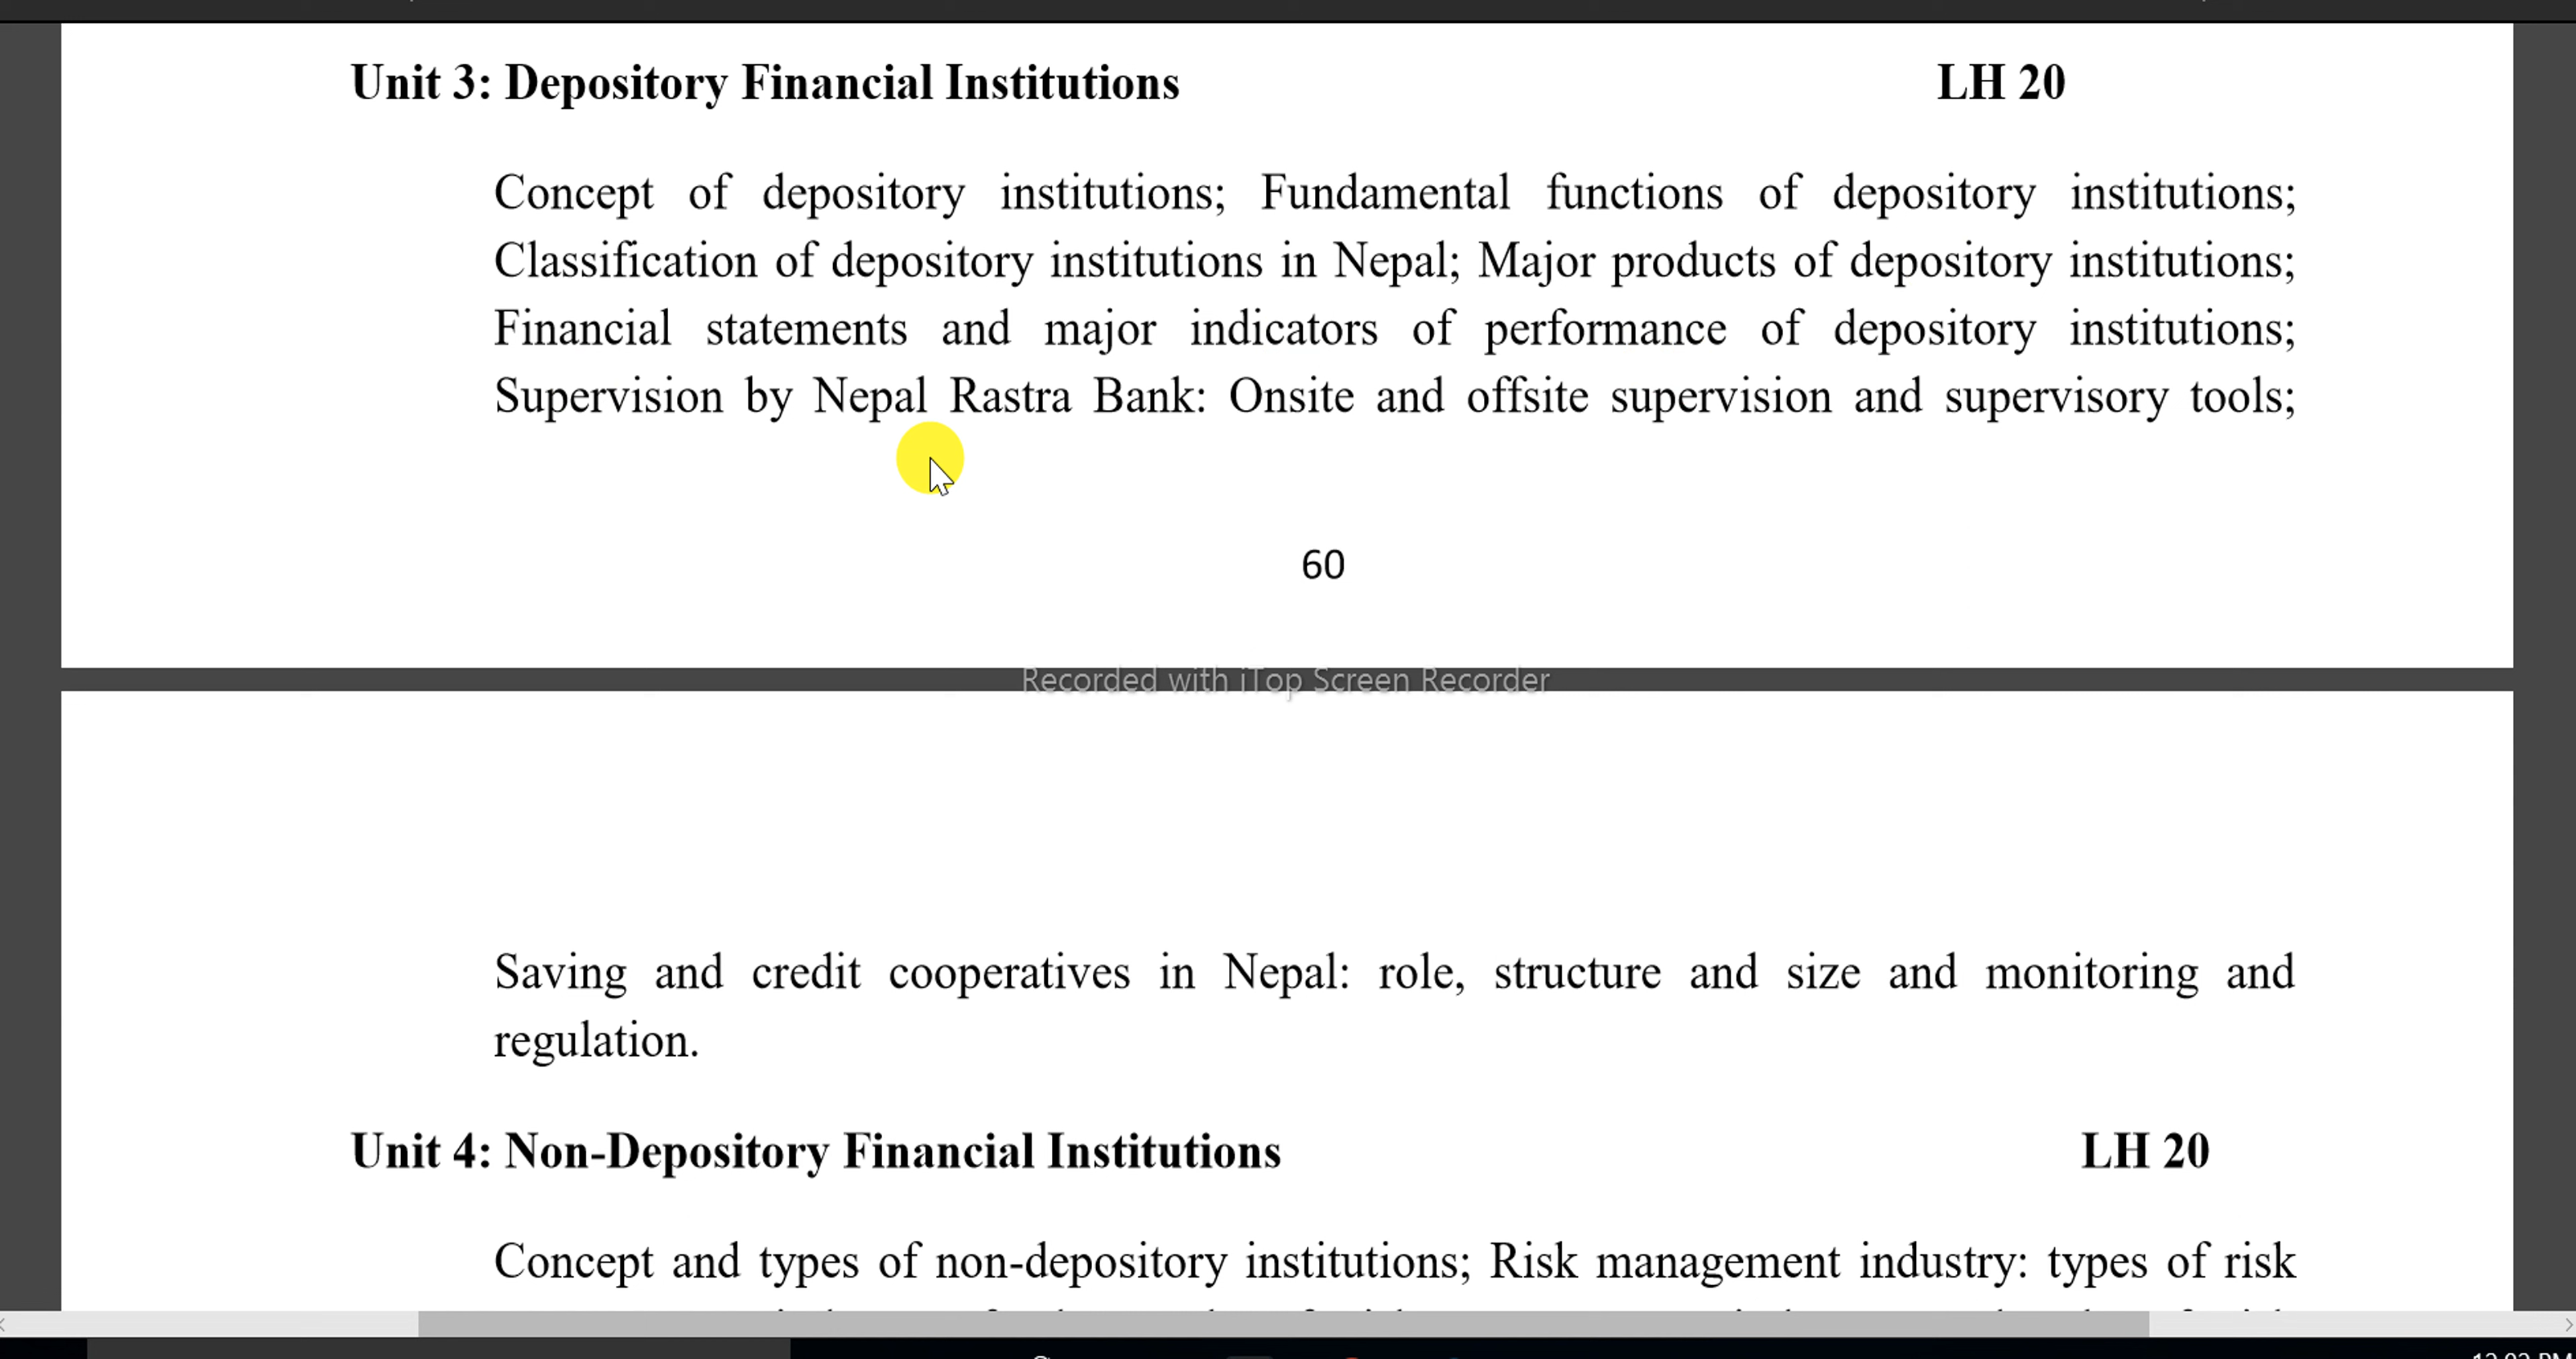 Unit 3: Depository Financial Institutions LH 20
Concept of depository institutions; Fundamental functions of depository institutions;
Classification of depository institutions in Nepal; Major products of depository institutions;
Financial statements and major indicators of performance of depository institutions;
Supervision by Nepal Rastra Bank: Onsite and offsite supervision and supervisory tools;
60
Recorded with iTop Screen Recorder
Saving and credit cooperatives in Nepal: role, structure and size and monitoring and
regulation.
Unit 4: Non-Depository Financial Institutions LH 20
Concept and types of non-depository institutions; Risk management industry: types of risk